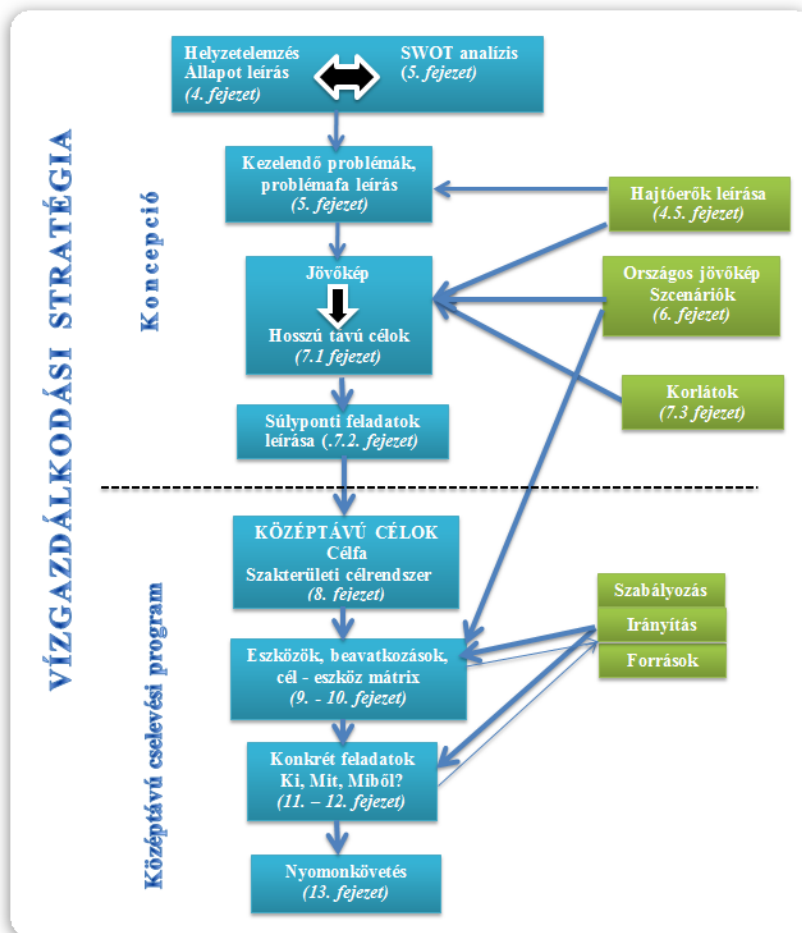 VÍZGAZDÁLKODÁSI STRATÉGIA
Koncepció
Helyzetelemzés
Állapot leírás
(4. fejezet)
SWOT analízis
(5. fejezet)
Kezelendő problémák,
problémafa leírás
(5. fejezet)
Hajtóerők leírása
(4.5. fejezet)
Jövőkép
Hosszú távú célok
(7.1 fejezet)
Országos jövőkép
Szcenáriók
(6. fejezet)
Korlátok
(7.3 fejezet)
Súlyponti feladatok
leírása (.7.2. fejezet)
Középtávú cselevési program
KÖZÉPTÁVÚ CÉLOK
Célfa
Szakterületi célrendszer
(8. fejezet)
Szabályozás
Irányítás
Források
Eszközök, beavatkozások,
cél - eszköz mátrix
(9. - 10. fejezet)
Konkrét feladatok
Ki, Mit, Miből?
(11. – 12. fejezet)
Nyomonkövetés
(13. fejezet)